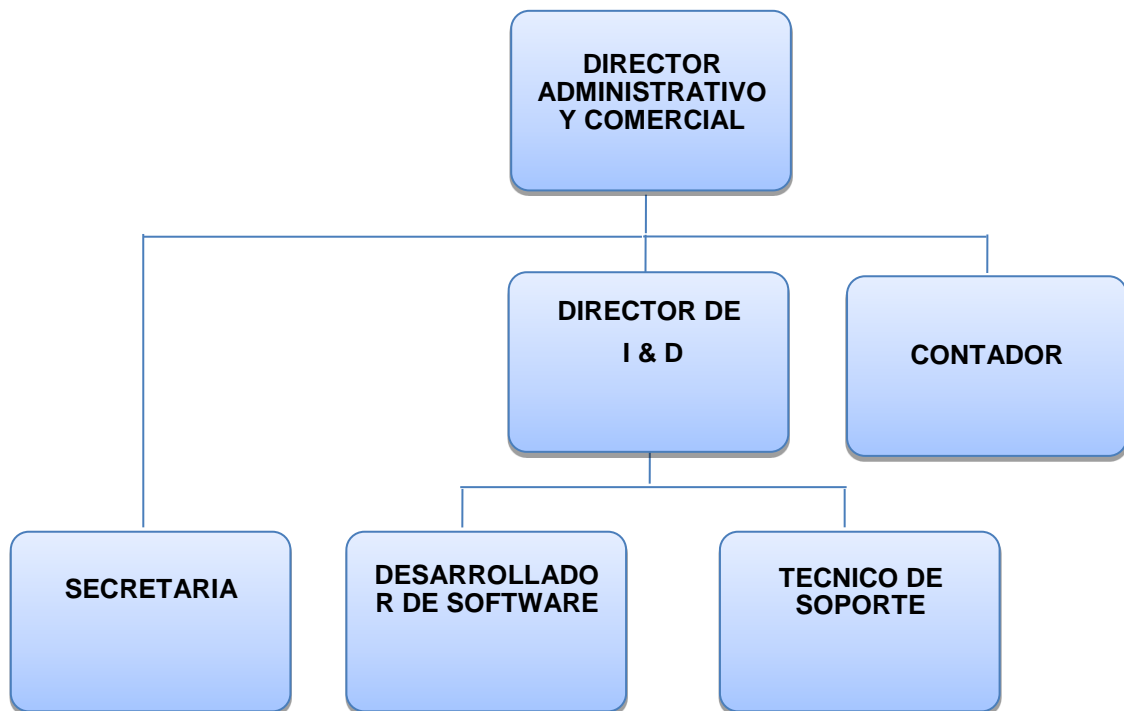 DIRECTOR
ADMINISTRATIVO
Y COMERCIAL
DIRECTOR DE
I & D
CONTADOR
SECRETARIA
DESARROLLADO
R DE SOFTWARE
TECNICO DE
SOPORTE